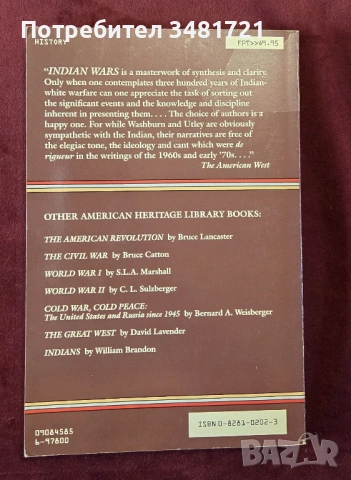 Потребител 3481721
HISTORY
FPT>>$9.95
"INDIAN WARS is a masterwork of synthesis and clarity.
Only when one contemplates three hundred years of Indian-
white warfare can one appreciate the task of sorting out
the significant events and the knowledge and discipline
inherent in presenting them. . . . The choice of authors is a
happy one. For while Washburn and Utley are obviously
sympathetic with the Indian, their narratives are free of
the elegiac tone, the ideology and cant which were de
rigueur in the writings of the 1960s and early '70s. . . ."
The American West
OTHER AMERICAN HERITAGE LIBRARY BOOKS:
THE AMERICAN REVOLUTION by Bruce Lancaster
THE CIVIL WAR by Bruce Catton
WORLD WAR I by S.L.A. Marshall
WORLD WAR II by C. L. Sulzberger
COLD WAR, COLD PEACE:
The United States and Russia since 1945 by Bernard A. Weisberger
THE GREAT WEST by David Lavender
INDIANS by William Brandon
09084585
6-97800
ISBN 0-8281-0202-3
BAZAR
bg